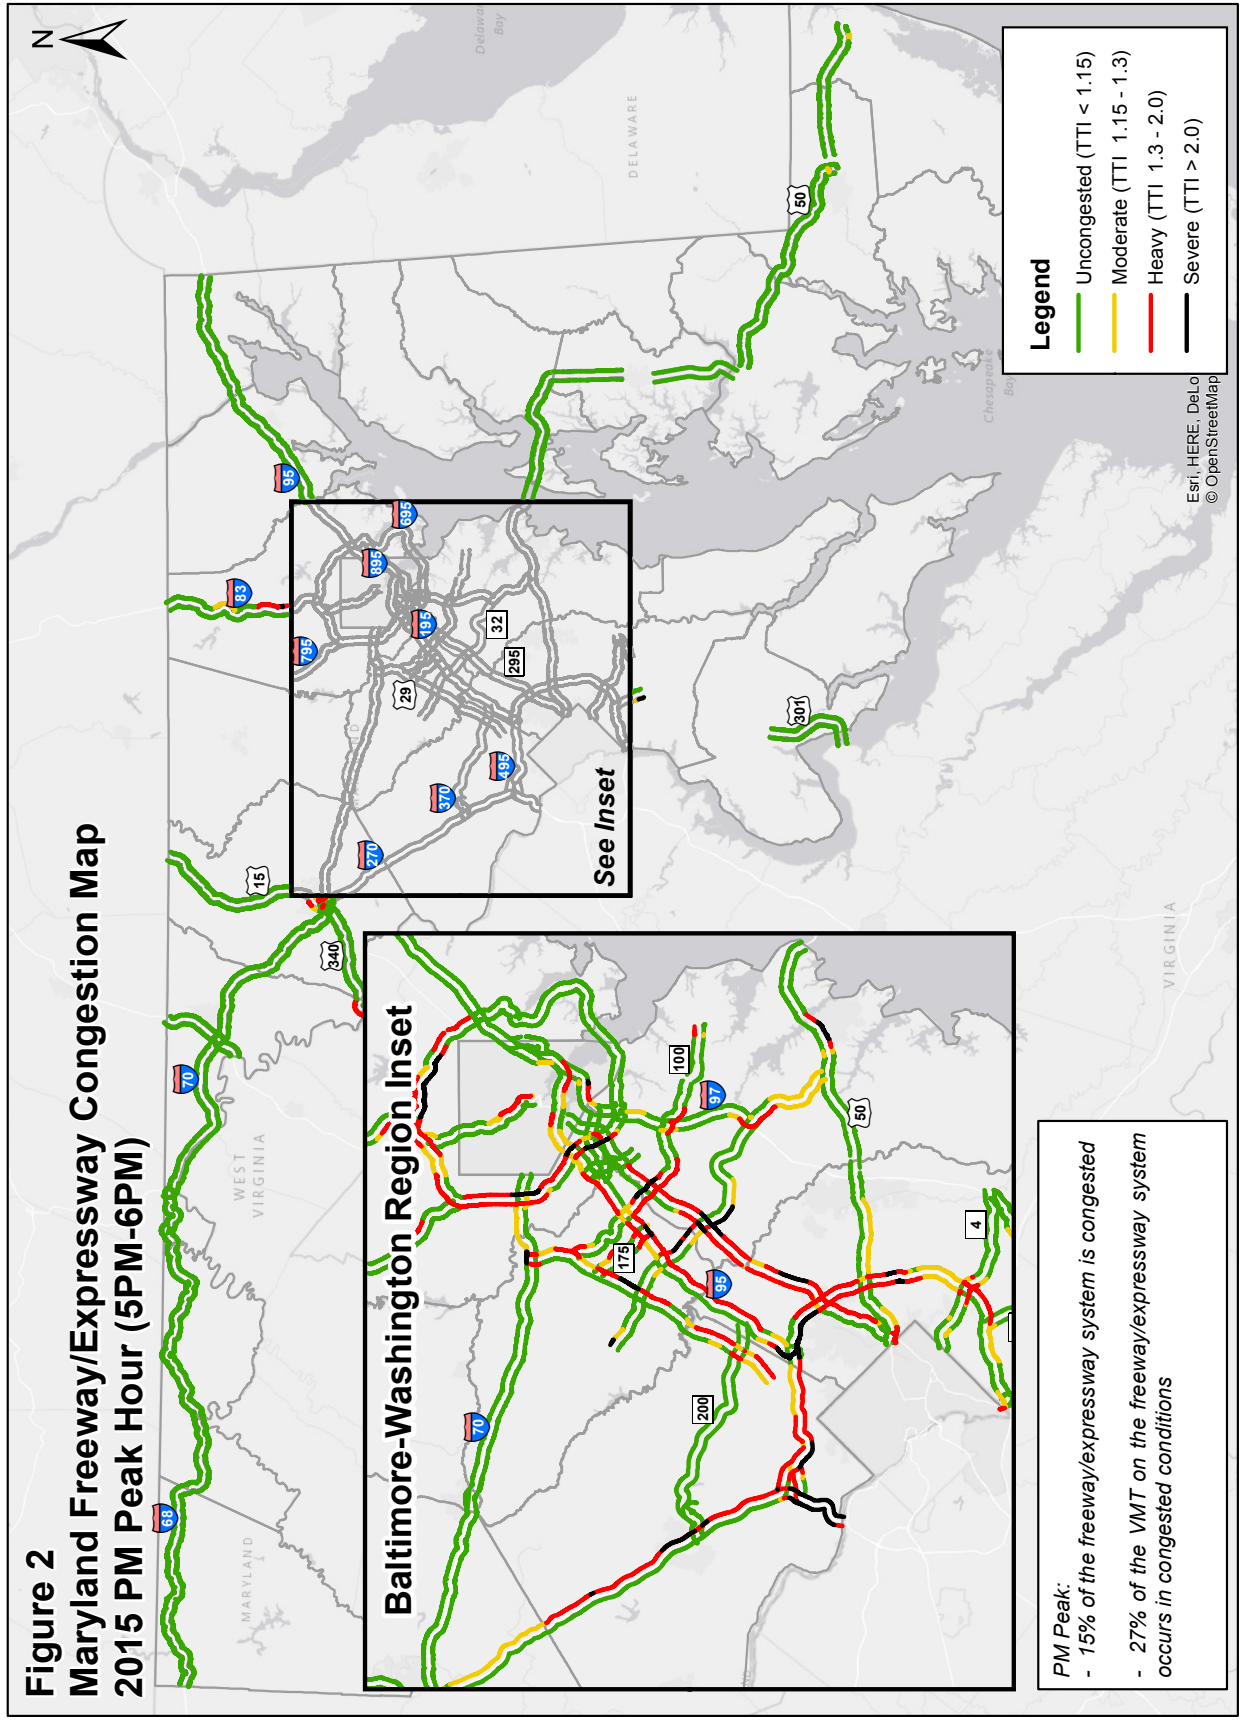 Figure 2
Maryland Freeway/Expressway Congestion Map
2015 PM Peak Hour (5PM-6PM)
N
Delaware
Bay
DELAWARE
MARYLAND
WEST
VIRGINIA
VIRGINIA
Chesapeake
Bay
68
70
340
15
270
370
495
29
795
83
195
295
32
895
695
95
50
301
See Inset
Baltimore-Washington Region Inset
70
200
95
175
100
97
50
4
Legend
Uncongested (TTI < 1.15)
Moderate (TTI 1.15 - 1.3)
Heavy (TTI 1.3 - 2.0)
Severe (TTI > 2.0)
Esri, HERE, DeLo
© OpenStreetMap
PM Peak:
- 15% of the freeway/expressway system is congested
- 27% of the VMT on the freeway/expressway system
occurs in congested conditions